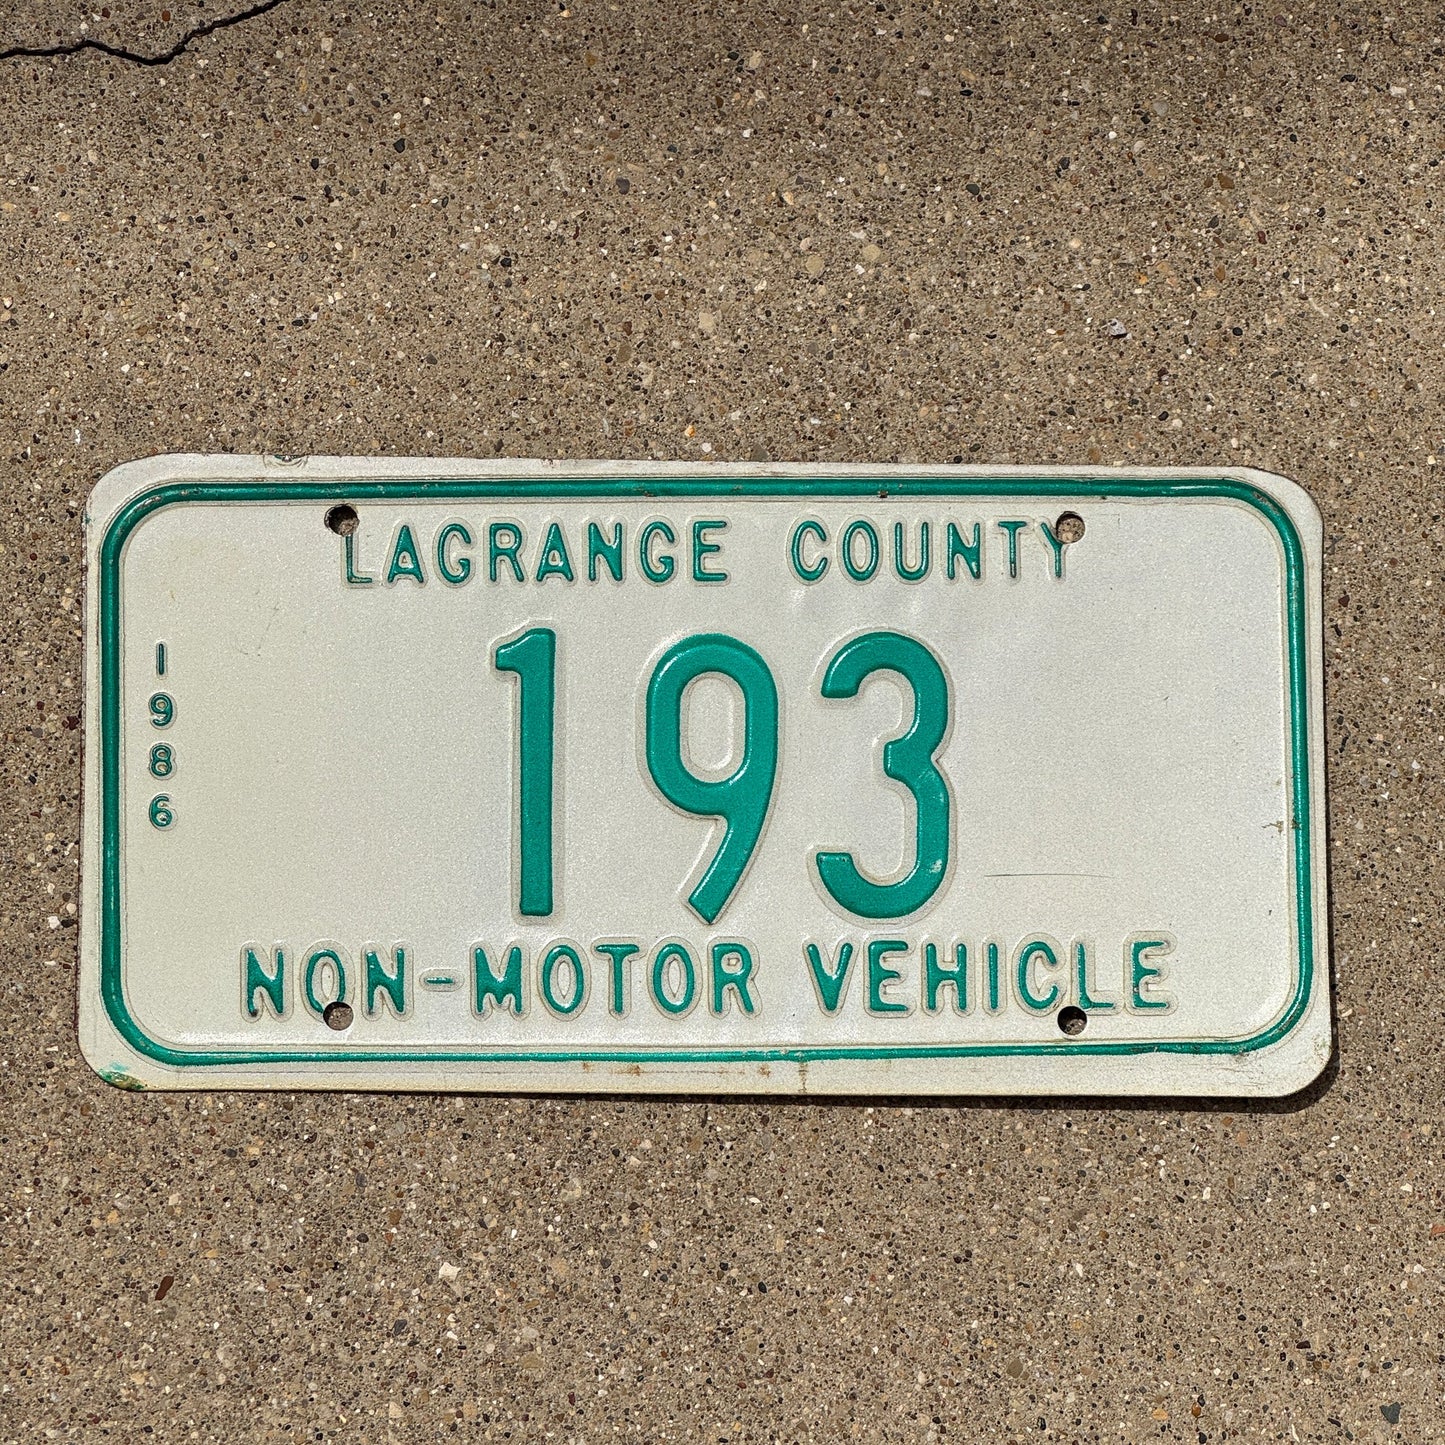 LAGRANGE COUNTY
1986
193
NON-MOTOR VEHICLE